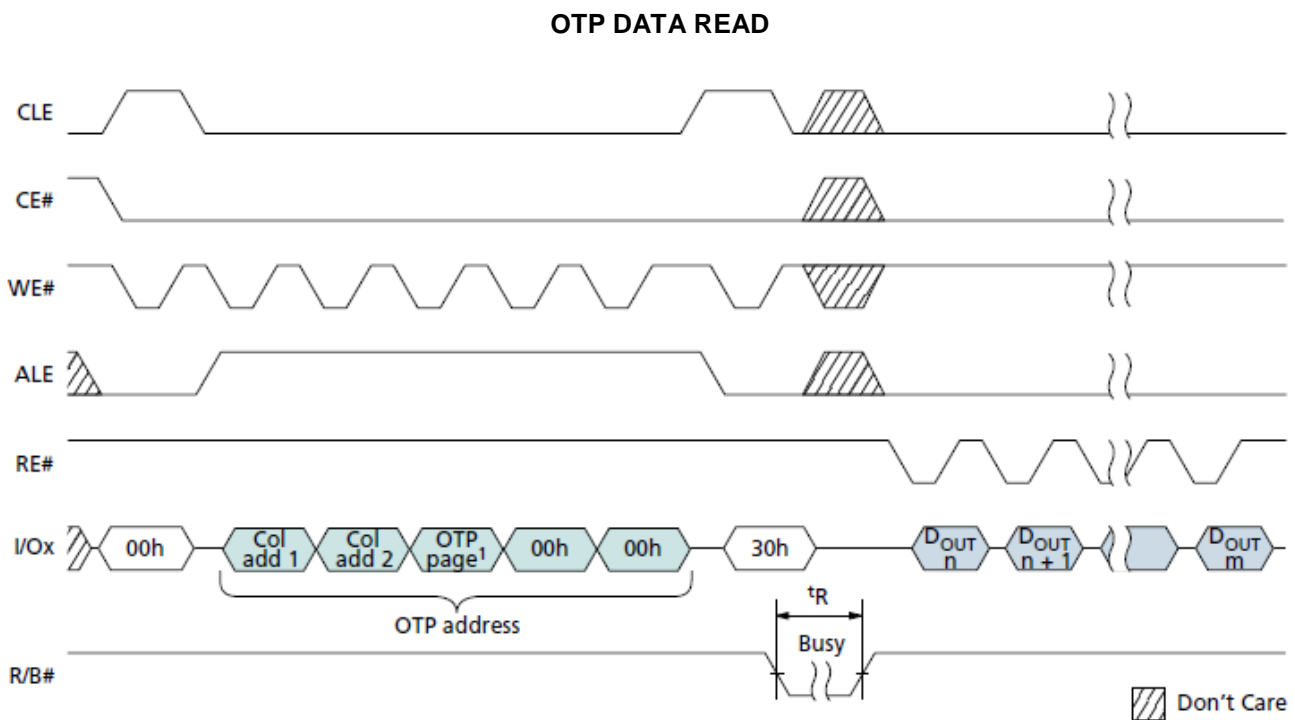 OTP DATA READ
CLE
CE#
WE#
ALE
RE#
I/Ox
00h
Col add 1
Col add 2
OTP page¹
00h
00h
30h
DOUT n
DOUT n + 1
DOUT m
OTP address
tR
Busy
R/B#
Don't Care